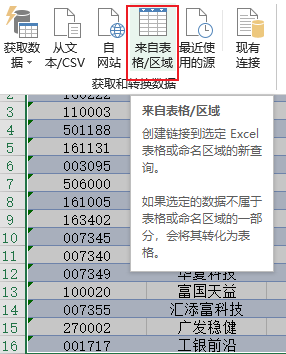 获取数 据 从文 本/CSV 自 网站 来自表 格/区域 最近使 用的源 现有 连接
获取和转换数据
来自表格/区域
创建链接到选定 Excel
表格或命名区域的新查
询。
如果选定的数据不属于
表格或命名区域的一部
分，会将其转化为表
格。
2
3 110003
4 501188
5 161131
6 003095
7 506000
8 161005
9 163402
10 007345
11 007340
12 007349 华夏科技
13 100020 富国天益
14 007355 汇添富科技
15 270002 广发稳健
16 001717 工银前沿